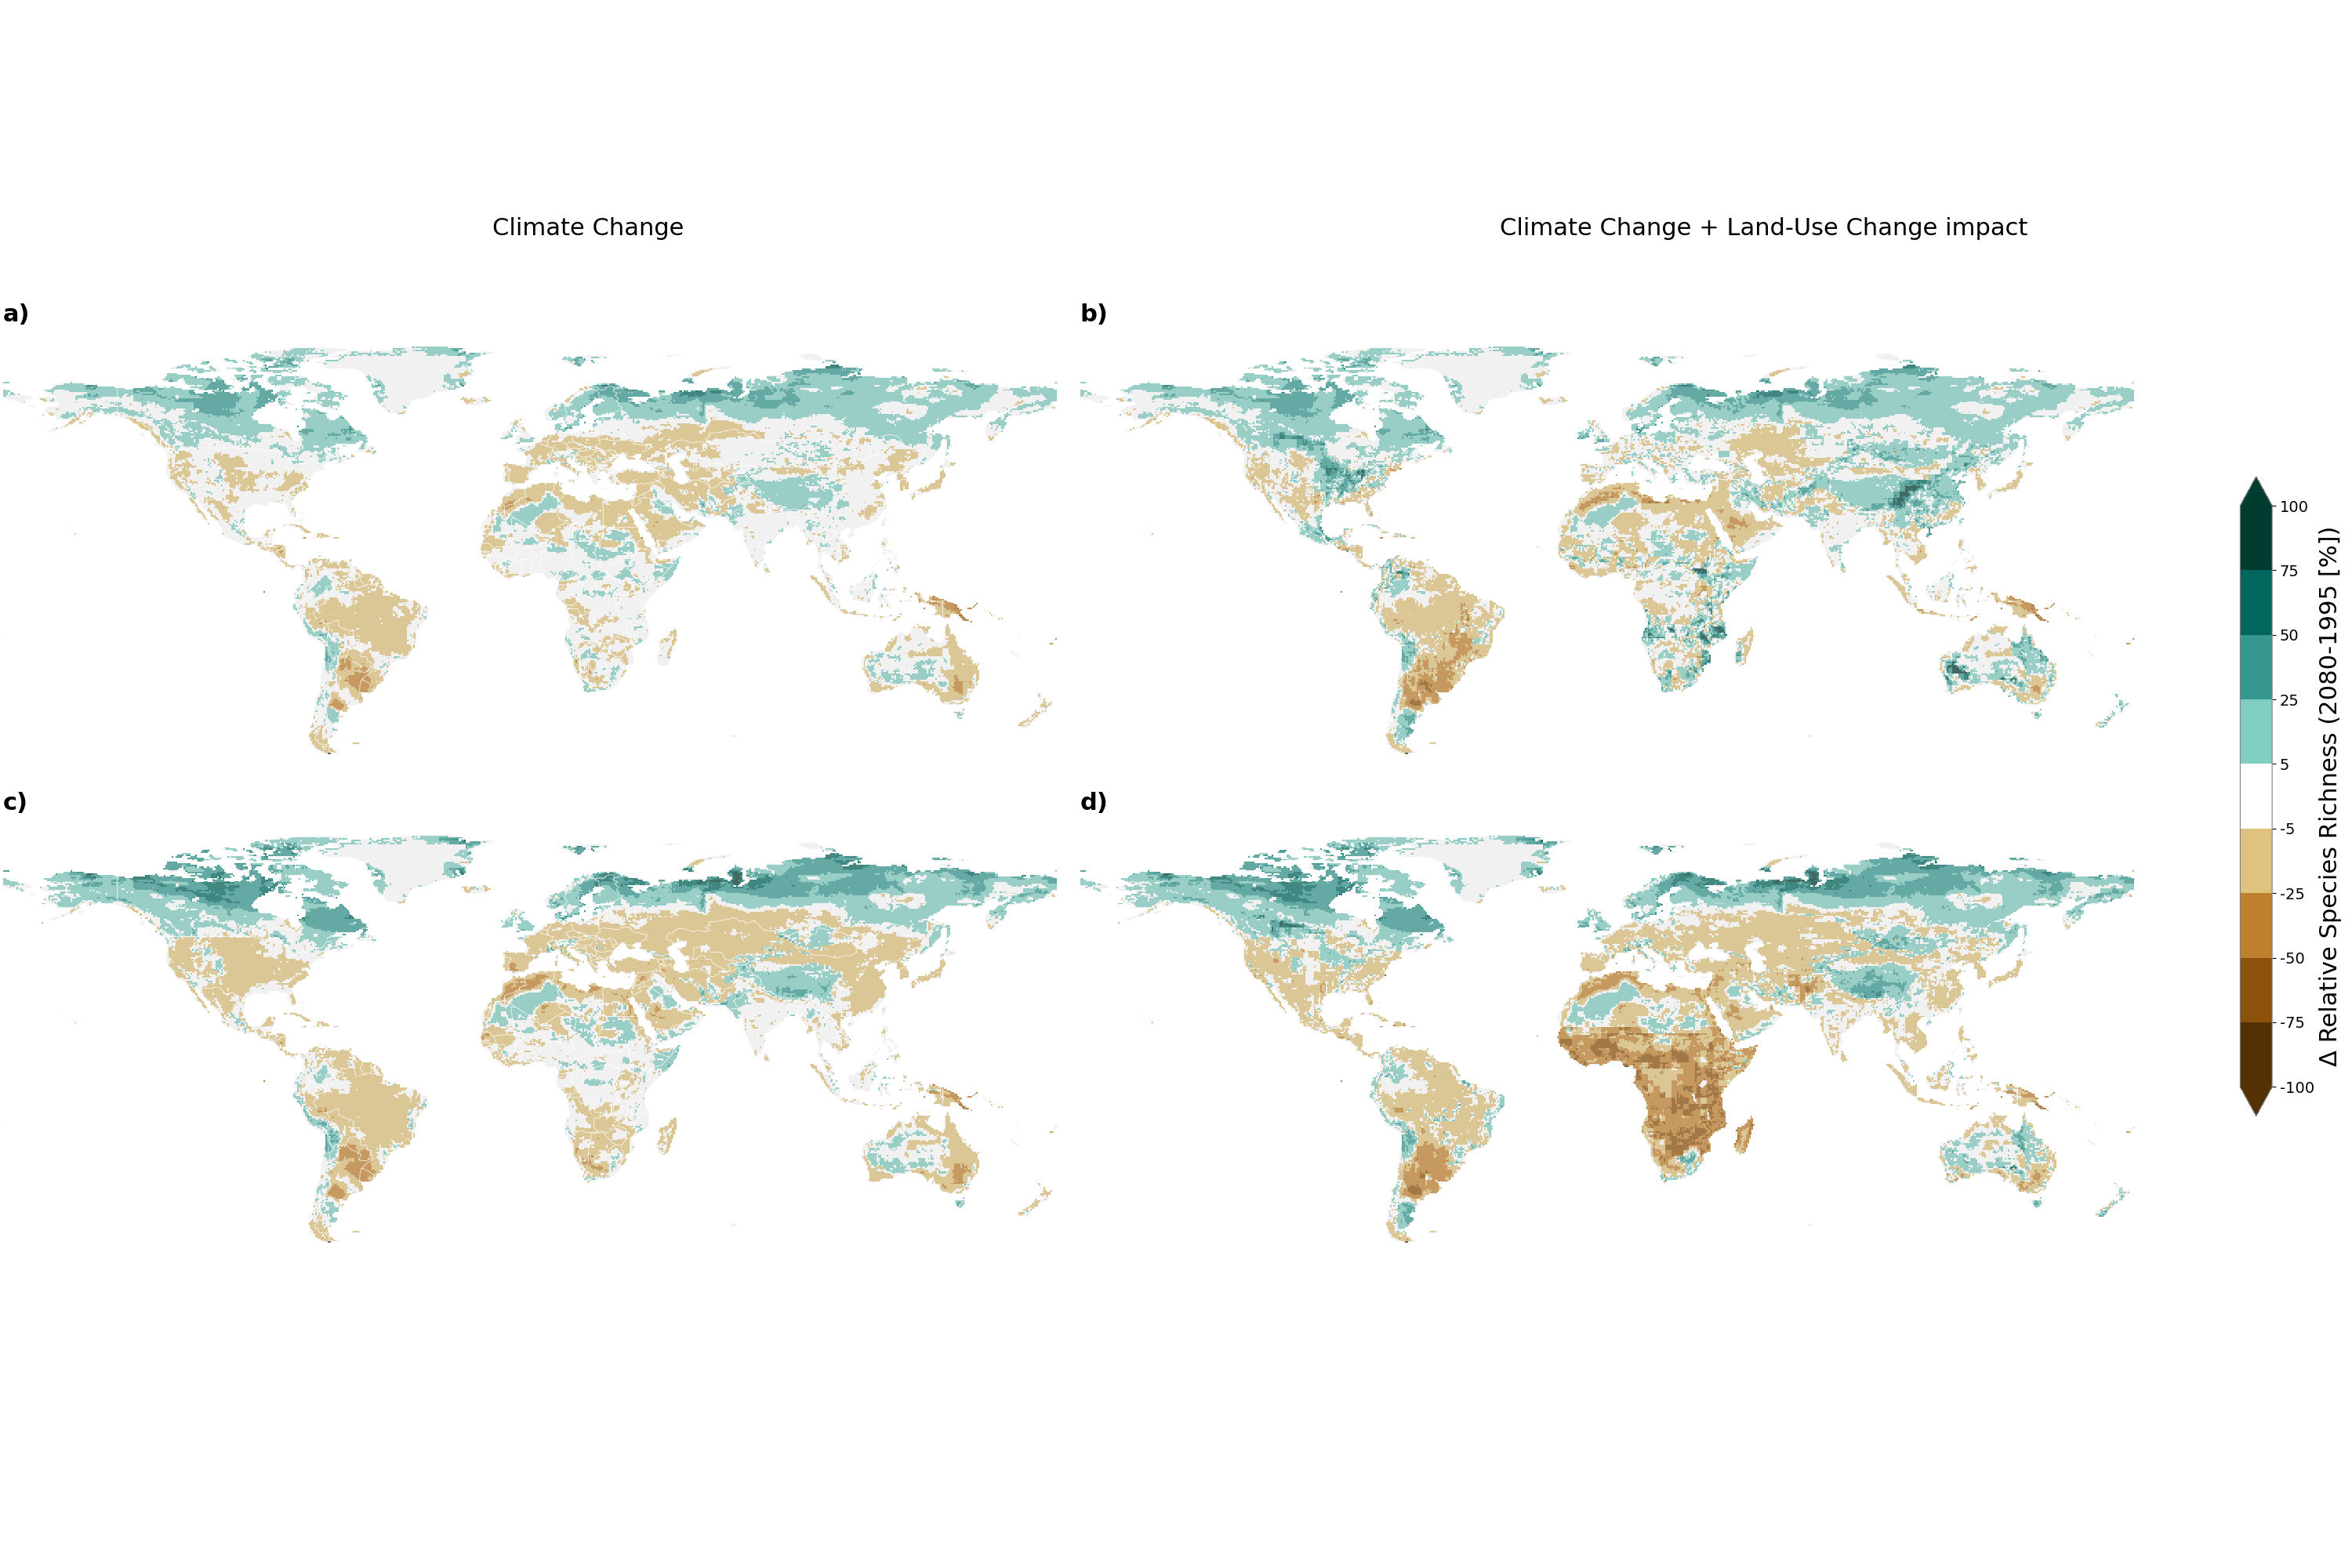 Climate Change
Climate Change + Land-Use Change impact
a)
b)
c)
d)
100
75
50
25
5
-5
-25
-50
-75
-100
Δ Relative Species Richness (2080-1995 [%])